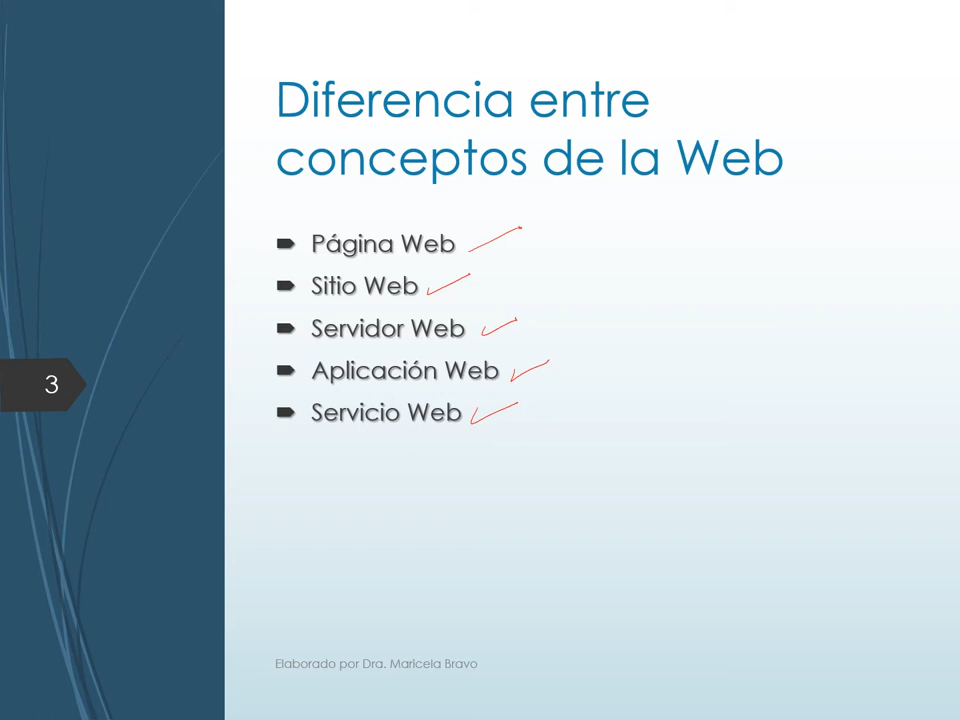 Diferencia entre
conceptos de la Web
Página Web
Sitio Web
Servidor Web
Aplicación Web
Servicio Web
3
Elaborado por Dra. Maricela Bravo